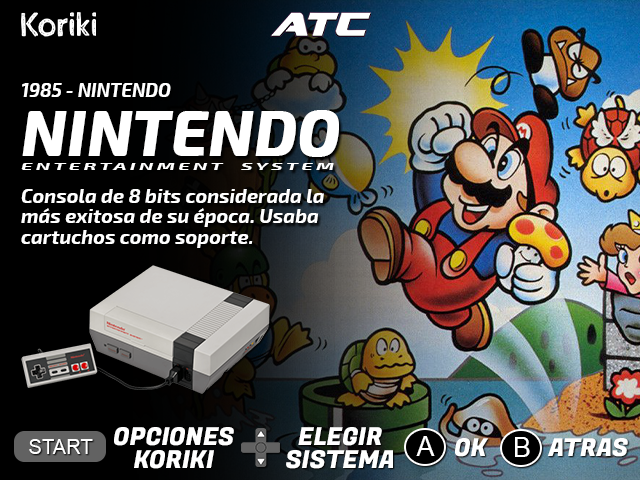 Koriki
ATC
1985 - NINTENDO
NINTENDO
ENTERTAINMENT SYSTEM
Consola de 8 bits considerada la
más exitosa de su época. Usaba
cartuchos como soporte.
START
OPCIONES
KORIKI
ELEGIR
SISTEMA
A
OK
B
ATRAS